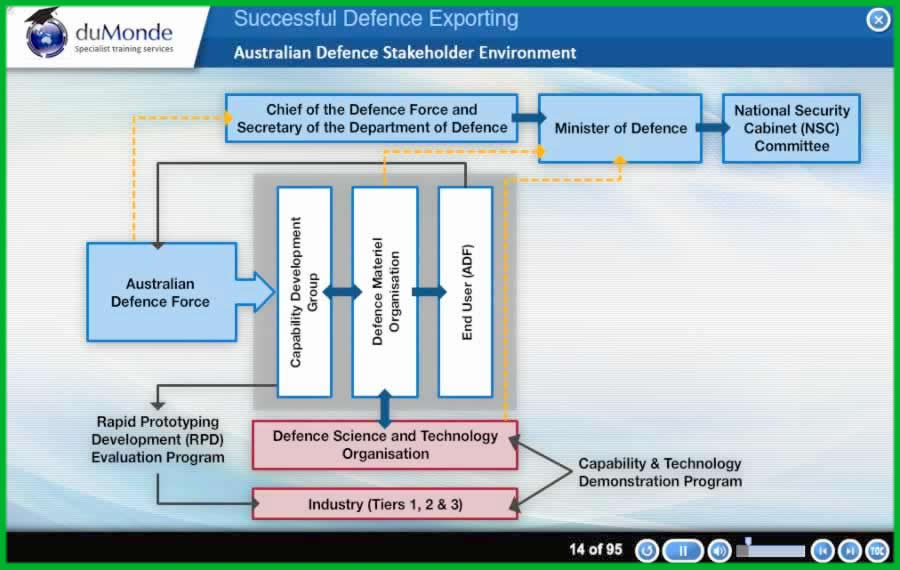 duMonde
Specialist training services
Successful Defence Exporting
Australian Defence Stakeholder Environment
Chief of the Defence Force and
Secretary of the Department of Defence
Minister of Defence
National Security
Cabinet (NSC)
Committee
Australian
Defence Force
Capability Development
Group
Defence Materiel
Organisation
End User (ADF)
Rapid Prototyping
Development (RPD)
Evaluation Program
Defence Science and Technology
Organisation
Capability & Technology
Demonstration Program
Industry (Tiers 1, 2 & 3)
14 of 95
TOC